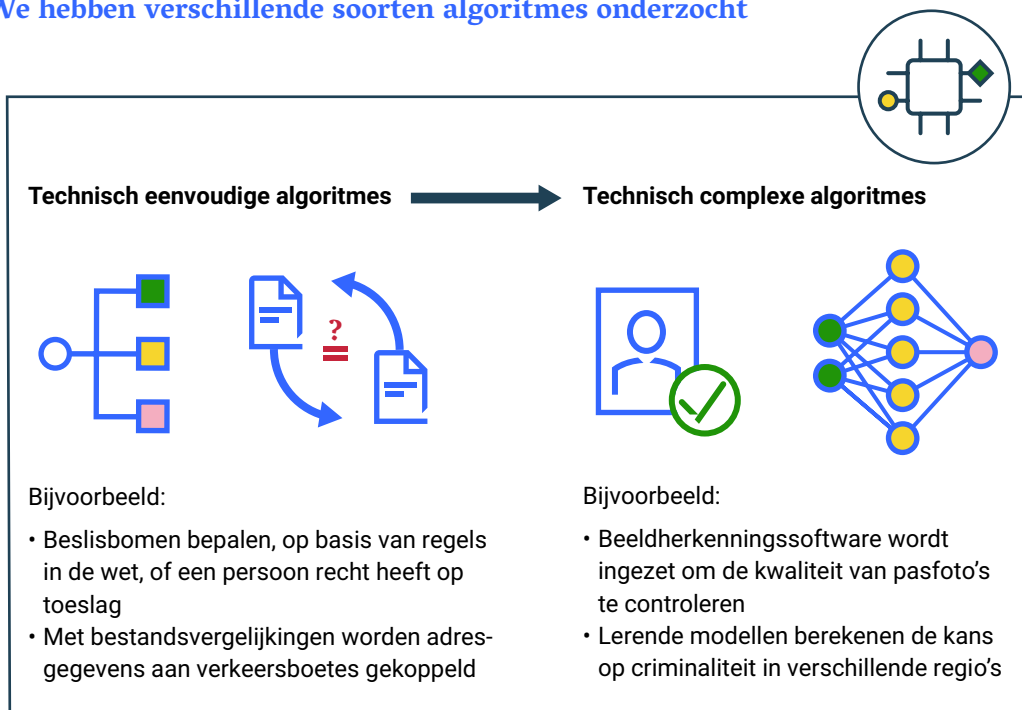 We hebben verschillende soorten algoritmes onderzocht
Technisch eenvoudige algoritmes
?
Bijvoorbeeld:
• Beslisbomen bepalen, op basis van regels
in de wet, of een persoon recht heeft op
toeslag
• Met bestandsvergelijkingen worden adres-
gegevens aan verkeersboetes gekoppeld
Technisch complexe algoritmes
Bijvoorbeeld:
• Beeldherkenningssoftware wordt
ingezet om de kwaliteit van pasfoto’s
te controleren
• Lerende modellen berekenen de kans
op criminaliteit in verschillende regio’s